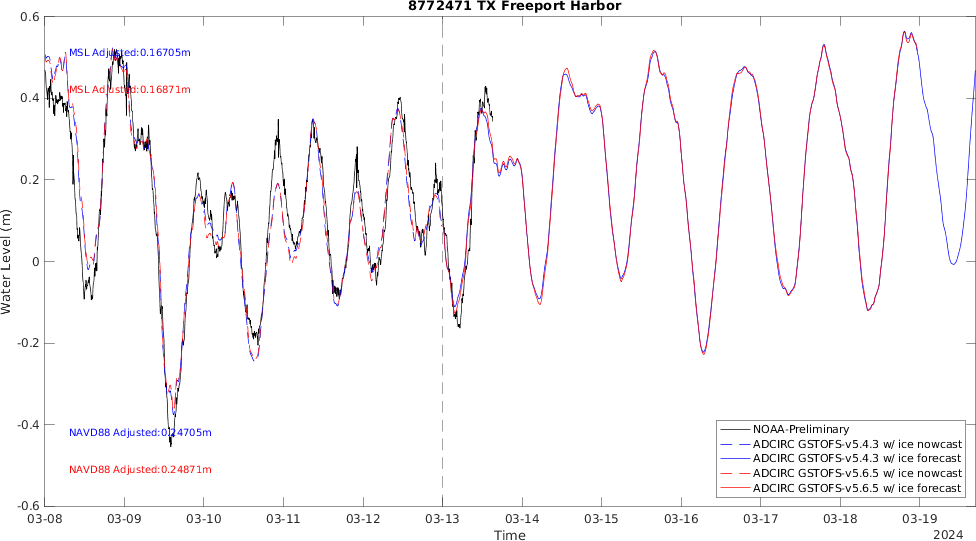 8772471 TX Freeport Harbor
0.6
MSL Adjusted:0.16705m
MSL Adjusted:0.16871m
0.4
0.2
Water Level (m)
0
-0.2
-0.4
NAVD88 Adjusted:0.24705m
NAVD88 Adjusted:0.24871m
NOAA-Preliminary
ADCIRC GSTOFS-v5.4.3 w/ ice nowcast
ADCIRC GSTOFS-v5.4.3 w/ ice forecast
ADCIRC GSTOFS-v5.6.5 w/ ice nowcast
ADCIRC GSTOFS-v5.6.5 w/ ice forecast
-0.6
03-08 03-09 03-10 03-11 03-12 03-13 03-14 03-15 03-16 03-17 03-18 03-19
Time
2024